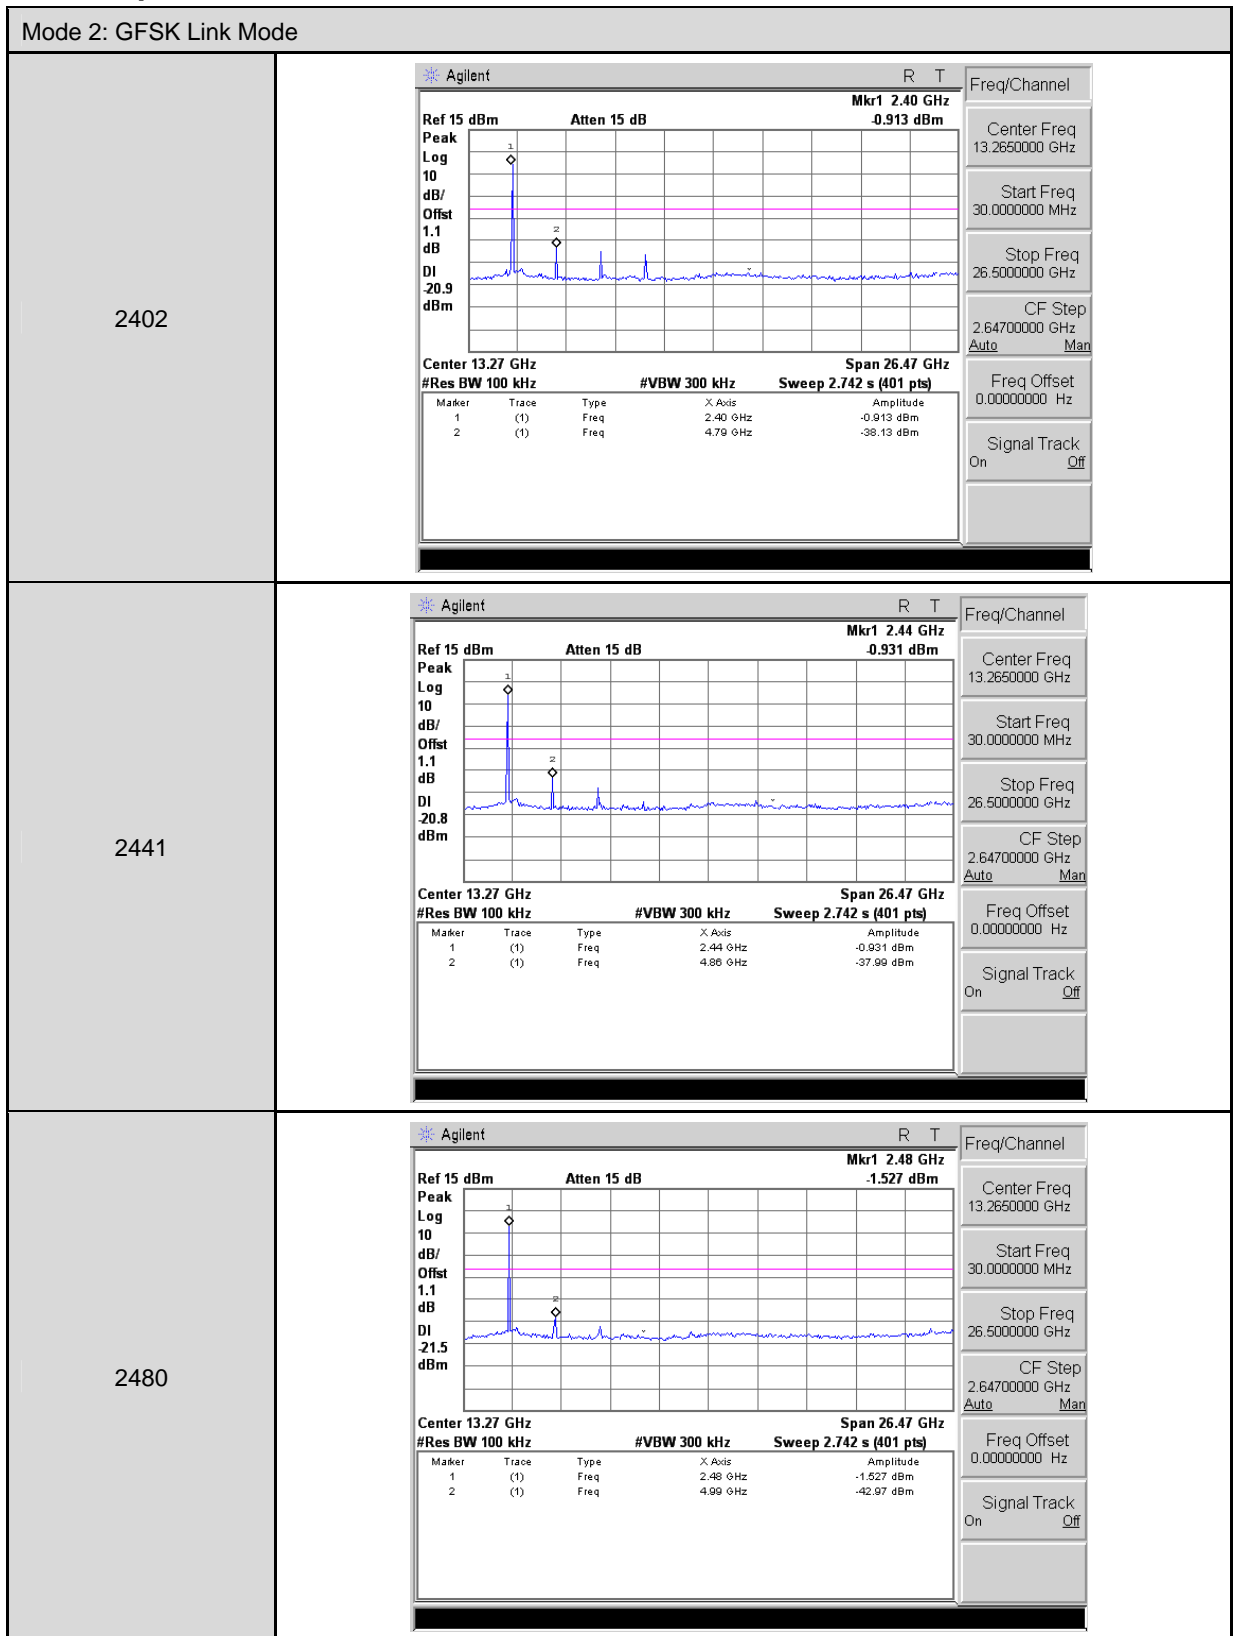 Mode 2: GFSK Link Mode
2402
Agilent R T
Mkr1 2.40 GHz
Ref 15 dBm Atten 15 dB -0.913 dBm
Peak
Log
10
dB/
Offst
1.1
dB
DI
-20.9
dBm
1
2
Center 13.27 GHz Span 26.47 GHz
#Res BW 100 kHz #VBW 300 kHz Sweep 2.742 s (401 pts)
Marker Trace Type X Axis Amplitude
1 (1) Freq 2.40 GHz -0.913 dBm
2 (1) Freq 4.79 GHz -38.13 dBm
Freq/Channel
Center Freq
13.2650000 GHz
Start Freq
30.0000000 MHz
Stop Freq
26.5000000 GHz
CF Step
2.64700000 GHz
Auto Man
Freq Offset
0.00000000 Hz
Signal Track
On Off
2441
Agilent R T
Mkr1 2.44 GHz
Ref 15 dBm Atten 15 dB -0.931 dBm
Peak
Log
10
dB/
Offst
1.1
dB
DI
-20.8
dBm
1
2
Center 13.27 GHz Span 26.47 GHz
#Res BW 100 kHz #VBW 300 kHz Sweep 2.742 s (401 pts)
Marker Trace Type X Axis Amplitude
1 (1) Freq 2.44 GHz -0.931 dBm
2 (1) Freq 4.86 GHz -37.99 dBm
Freq/Channel
Center Freq
13.2650000 GHz
Start Freq
30.0000000 MHz
Stop Freq
26.5000000 GHz
CF Step
2.64700000 GHz
Auto Man
Freq Offset
0.00000000 Hz
Signal Track
On Off
2480
Agilent R T
Mkr1 2.48 GHz
Ref 15 dBm Atten 15 dB -1.527 dBm
Peak
Log
10
dB/
Offst
1.1
dB
DI
-21.5
dBm
1
2
Center 13.27 GHz Span 26.47 GHz
#Res BW 100 kHz #VBW 300 kHz Sweep 2.742 s (401 pts)
Marker Trace Type X Axis Amplitude
1 (1) Freq 2.48 GHz -1.527 dBm
2 (1) Freq 4.99 GHz -42.97 dBm
Freq/Channel
Center Freq
13.2650000 GHz
Start Freq
30.0000000 MHz
Stop Freq
26.5000000 GHz
CF Step
2.64700000 GHz
Auto Man
Freq Offset
0.00000000 Hz
Signal Track
On Off